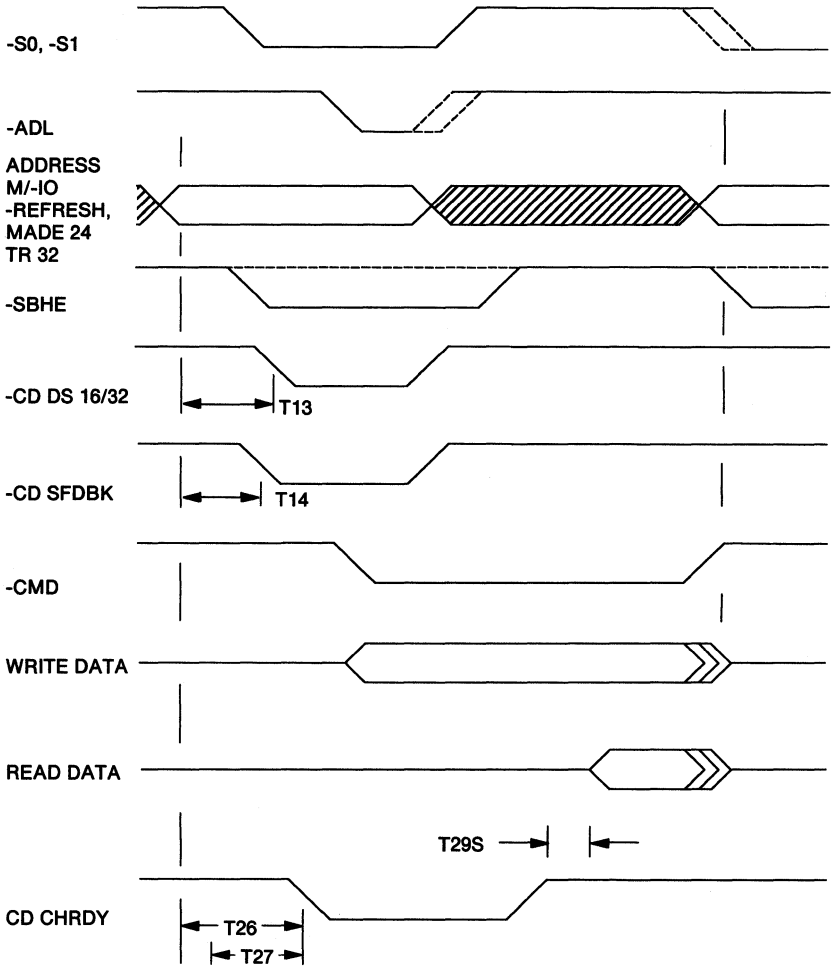 -S0, -S1
-ADL
ADDRESS
M/-IO
-REFRESH,
MADE 24
TR 32
-SBHE
-CD DS 16/32
T13
-CD SFDBK
T14
-CMD
WRITE DATA
READ DATA
T29S
CD CHRDY
T26
T27